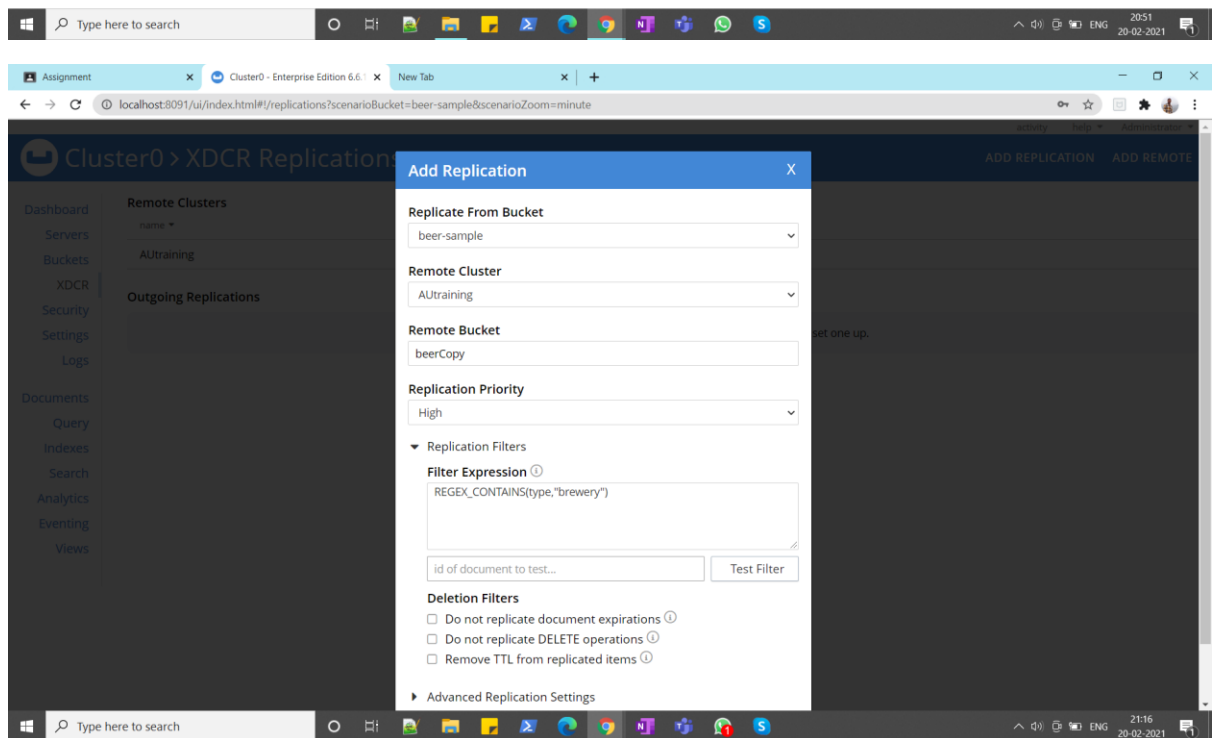 Type here to search
ENG
20:51
20-02-2021
Assignment
Cluster0 - Enterprise Edition 6.6.
New Tab
localhost:8091/ui/index.html#!/replications?scenarioBucket=beer-sample&scenarioZoom=minute
activity help Administrator
Cluster0 > XDCR Replications
ADD REPLICATION ADD REMOTE
Add Replication X
Dashboard
Servers
Buckets
XDCR
Security
Settings
Logs
Documents
Query
Indexes
Search
Analytics
Eventing
Views
Remote Clusters
name
AUtraining
Outgoing Replications
set one up.
Replicate From Bucket
beer-sample
Remote Cluster
AUtraining
Remote Bucket
beerCopy
Replication Priority
High
Replication Filters
Filter Expression
REGEX_CONTAINS(type,"brewery")
id of document to test...
Test Filter
Deletion Filters
Do not replicate document expirations
Do not replicate DELETE operations
Remove TTL from replicated items
Advanced Replication Settings
Type here to search
ENG
21:16
20-02-2021